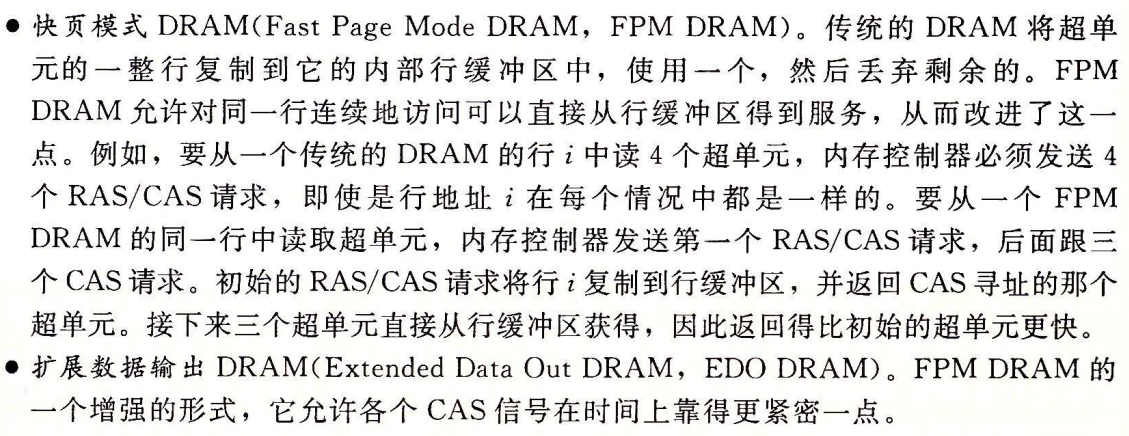 ● 快页模式 DRAM(Fast Page Mode DRAM，FPM DRAM)。传统的 DRAM 将超单
元的一整行复制到它的内部行缓冲区中，使用一个，然后丢弃剩余的。FPM
DRAM 允许对同一行连续地访问可以直接从行缓冲区得到服务，从而改进了这一
点。例如，要从一个传统的 DRAM 的行 i 中读 4 个超单元，内存控制器必须发送 4
个 RAS/CAS 请求，即使是行地址 i 在每个情况中都是一样的。要从一个 FPM
DRAM 的同一行中读取超单元，内存控制器发送第一个 RAS/CAS 请求，后面跟三
个 CAS 请求。初始的 RAS/CAS 请求将行 i 复制到行缓冲区，并返回 CAS 寻址的那个
超单元。接下来三个超单元直接从行缓冲区获得，因此返回得比初始的超单元更快。
● 扩展数据输出 DRAM(Extended Data Out DRAM，EDO DRAM)。FPM DRAM 的
一个增强的形式，它允许各个 CAS 信号在时间上靠得更紧密一点。